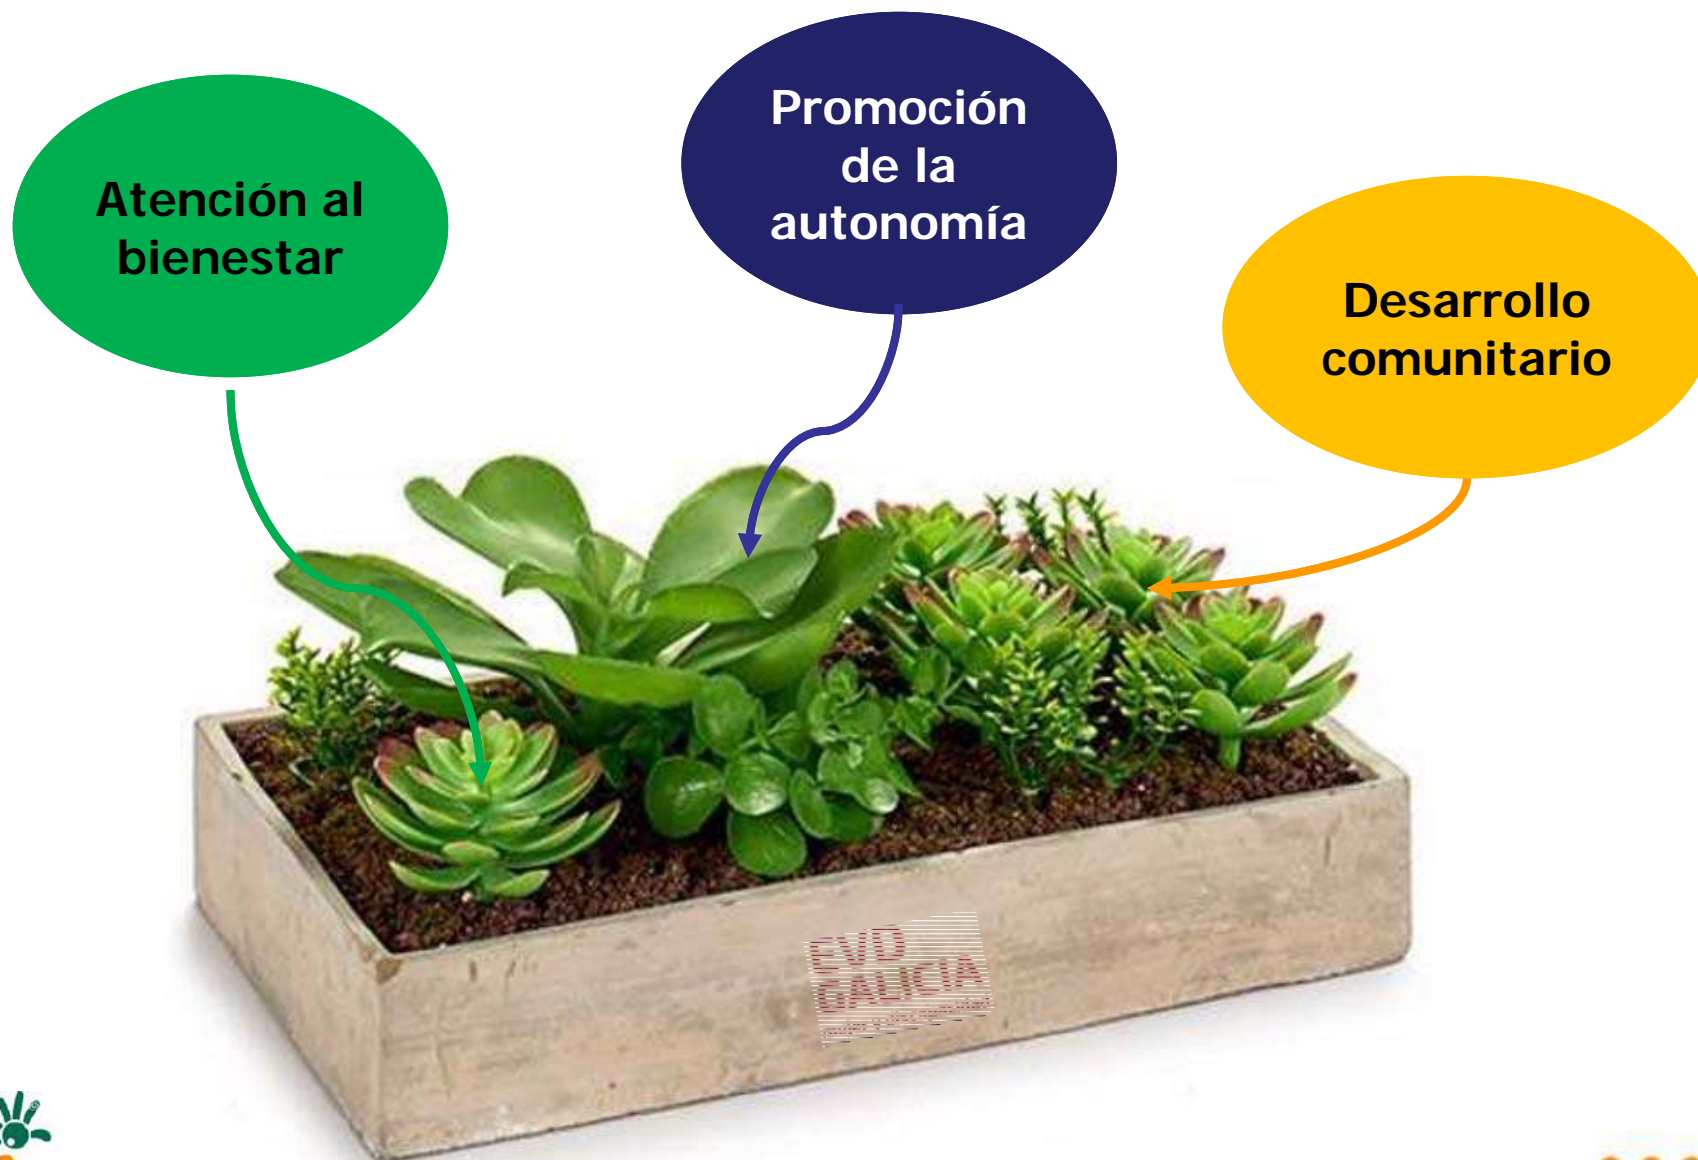 Atención al
bienestar
Promoción
de la
autonomía
Desarrollo
comunitario
EVD
GALICIA